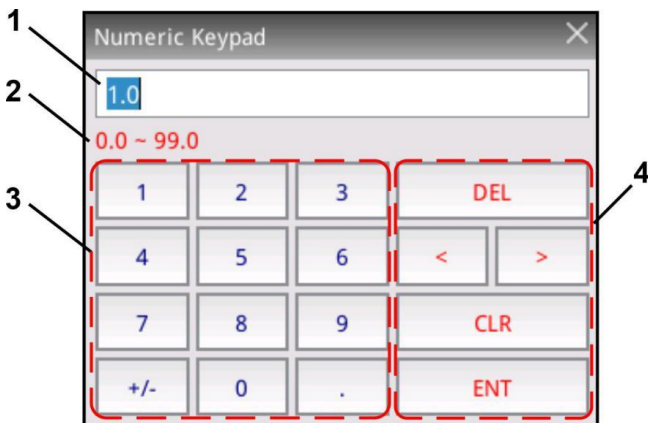 1
Numeric Keypad
1.0
2
0.0 ~ 99.0
3
4
1 2 3 DEL
4 5 6 < >
7 8 9 CLR
+/- 0 . ENT